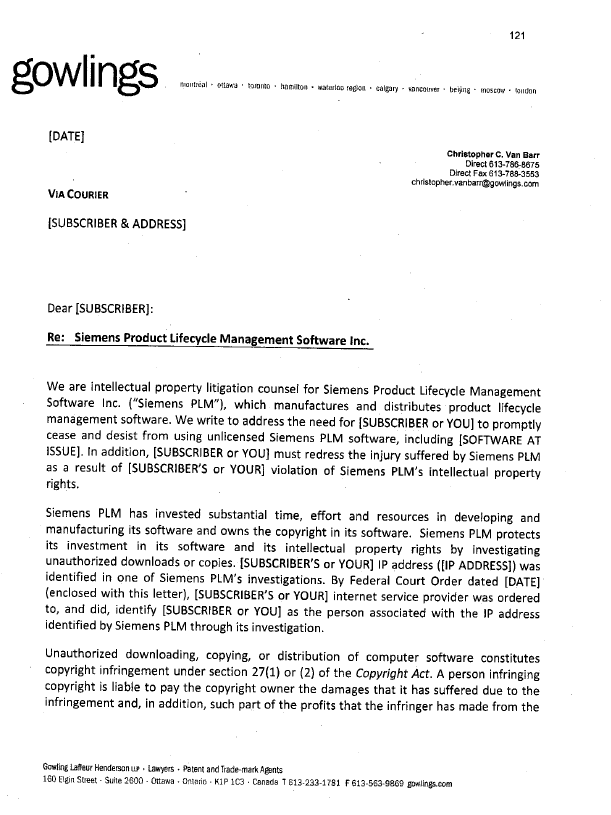 121
gowlings
montréal · ottawa · toronto · hamilton · waterloo region · calgary · vancouver · beijing · moscow · london
[DATE]
Christopher C. Van Barr
Direct 613-786-8675
Direct Fax 613-788-3553
christopher.vanbarr@gowlings.com
VIA COURIER
[SUBSCRIBER & ADDRESS]
Dear [SUBSCRIBER]:
Re: Siemens Product Lifecycle Management Software Inc.
We are intellectual property litigation counsel for Siemens Product Lifecycle Management
Software Inc. ("Siemens PLM"), which manufactures and distributes product lifecycle
management software. We write to address the need for [SUBSCRIBER or YOU] to promptly
cease and desist from using unlicensed Siemens PLM software, including [SOFTWARE AT
ISSUE]. In addition, [SUBSCRIBER or YOU] must redress the injury suffered by Siemens PLM
as a result of [SUBSCRIBER'S or YOUR] violation of Siemens PLM's intellectual property
rights.
Siemens PLM has invested substantial time, effort and resources in developing and
manufacturing its software and owns the copyright in its software. Siemens PLM protects
its investment in its software and its intellectual property rights by investigating
unauthorized downloads or copies. [SUBSCRIBER'S or YOUR] IP address ([IP ADDRESS]) was
identified in one of Siemens PLM's investigations. By Federal Court Order dated [DATE]
(enclosed with this letter), [SUBSCRIBER'S or YOUR] internet service provider was ordered
to, and did, identify [SUBSCRIBER or YOU] as the person associated with the IP address
identified by Siemens PLM through its investigation.
Unauthorized downloading, copying, or distribution of computer software constitutes
copyright infringement under section 27(1) or (2) of the Copyright Act. A person infringing
copyright is liable to pay the copyright owner the damages that it has suffered due to the
infringement and, in addition, such part of the profits that the infringer has made from the
Gowling Lafleur Henderson LLP · Lawyers · Patent and Trade-mark Agents
160 Elgin Street · Suite 2600 · Ottawa · Ontario · K1P 1C3 · Canada T 613-233-1781 F 613-563-9869 gowlings.com